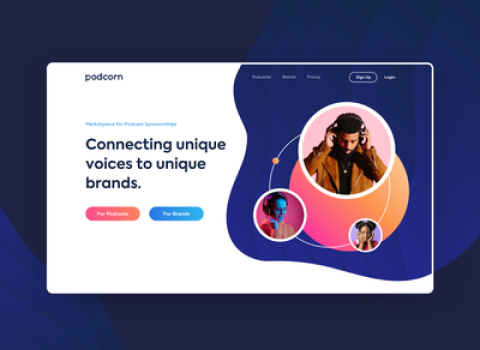 podcorn
Podcaster Brands Pricing Sign Up Login
Marketplace for Podcast Sponsorships
Connecting unique
voices to unique
brands.
For Podcasts For Brands